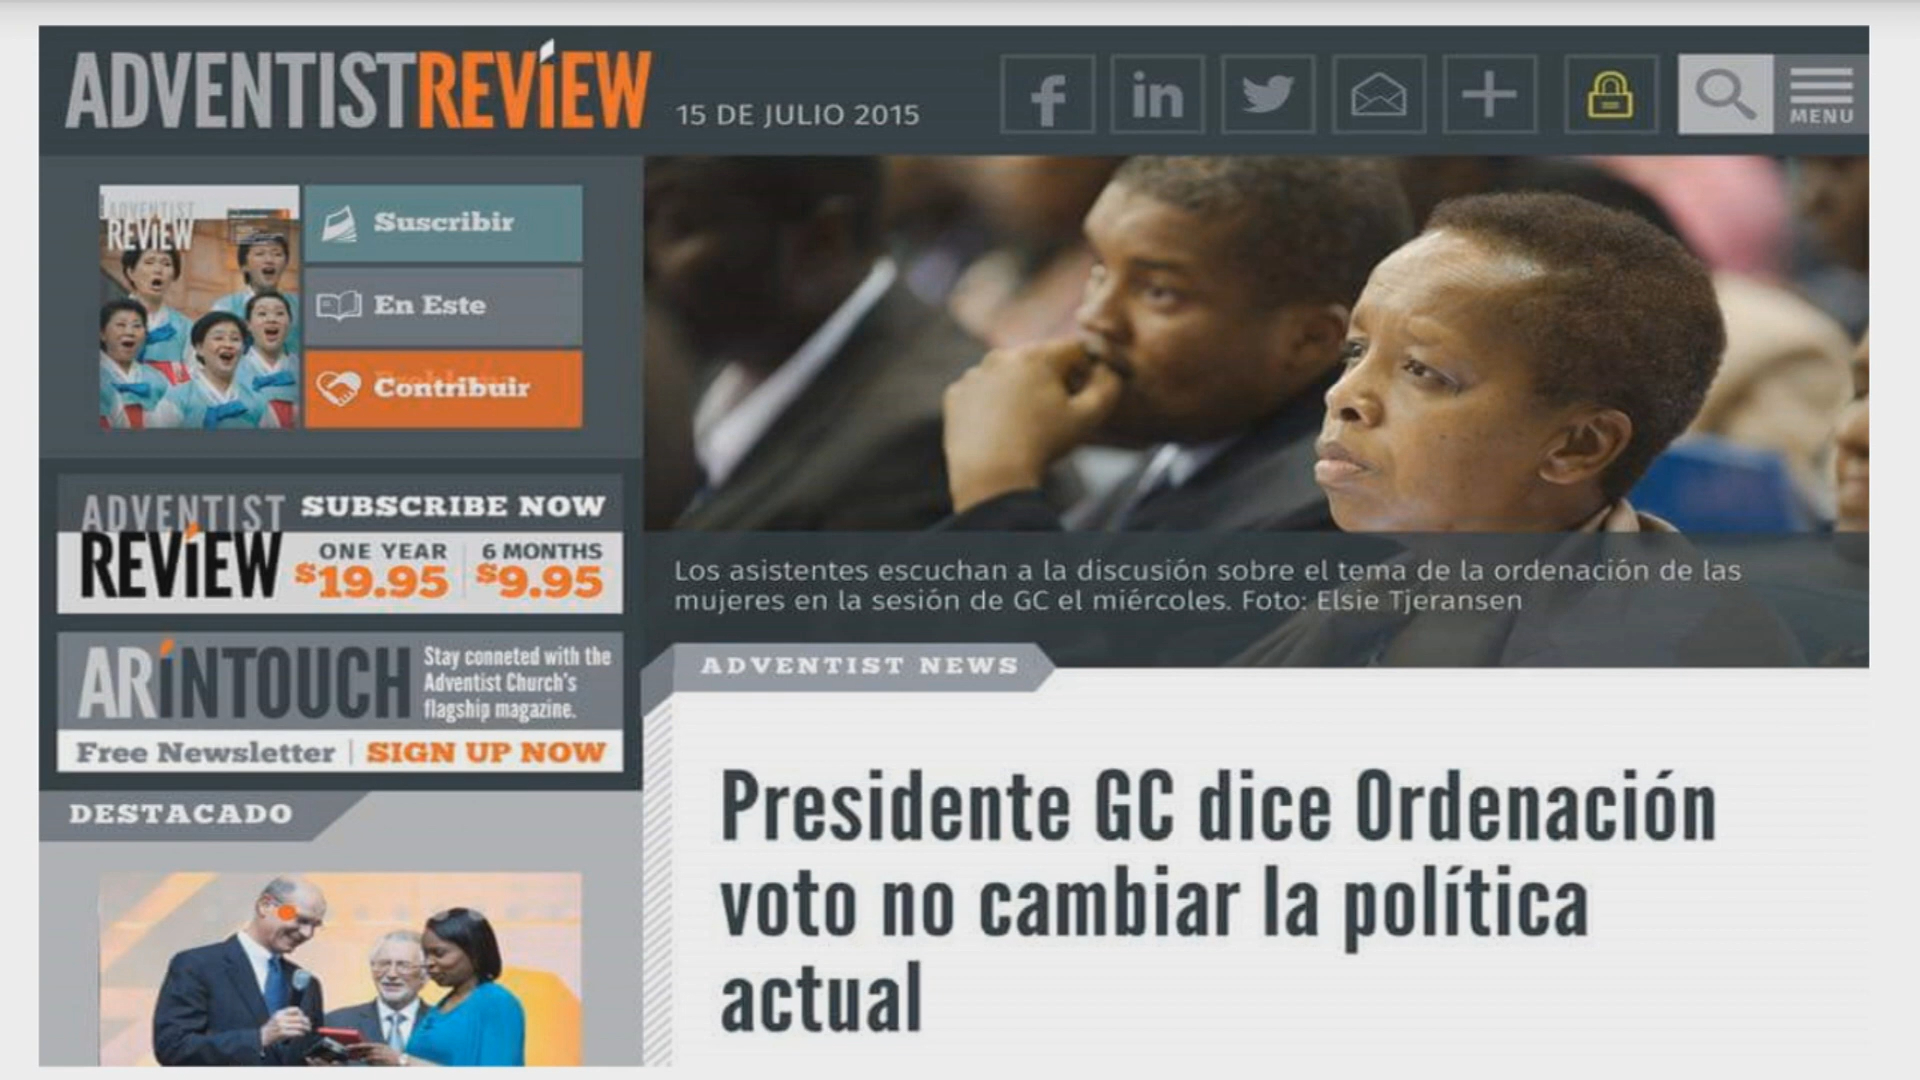 ADVENTISTREVIEW
15 DE JULIO 2015
MENU
ADVENTIST
REVIEW
Suscribir
En Este
Contribuir
ADVENTIST
REVIEW
SUBSCRIBE NOW
ONE YEAR
$19.95
6 MONTHS
$9.95
ARINTOUCH
Stay conneted with the
Adventist Church's
flagship magazine.
Free Newsletter | SIGN UP NOW
DESTACADO
Los asistentes escuchan a la discusión sobre el tema de la ordenación de las
mujeres en la sesión de GC el miércoles. Foto: Elsie Tjeransen
ADVENTIST NEWS
Presidente GC dice Ordenación
voto no cambiar la política
actual